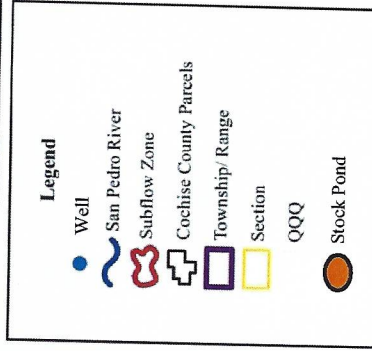 Legend
Well
San Pedro River
Subflow Zone
Cochise County Parcels
Township/ Range
Section
QQQ
Stock Pond